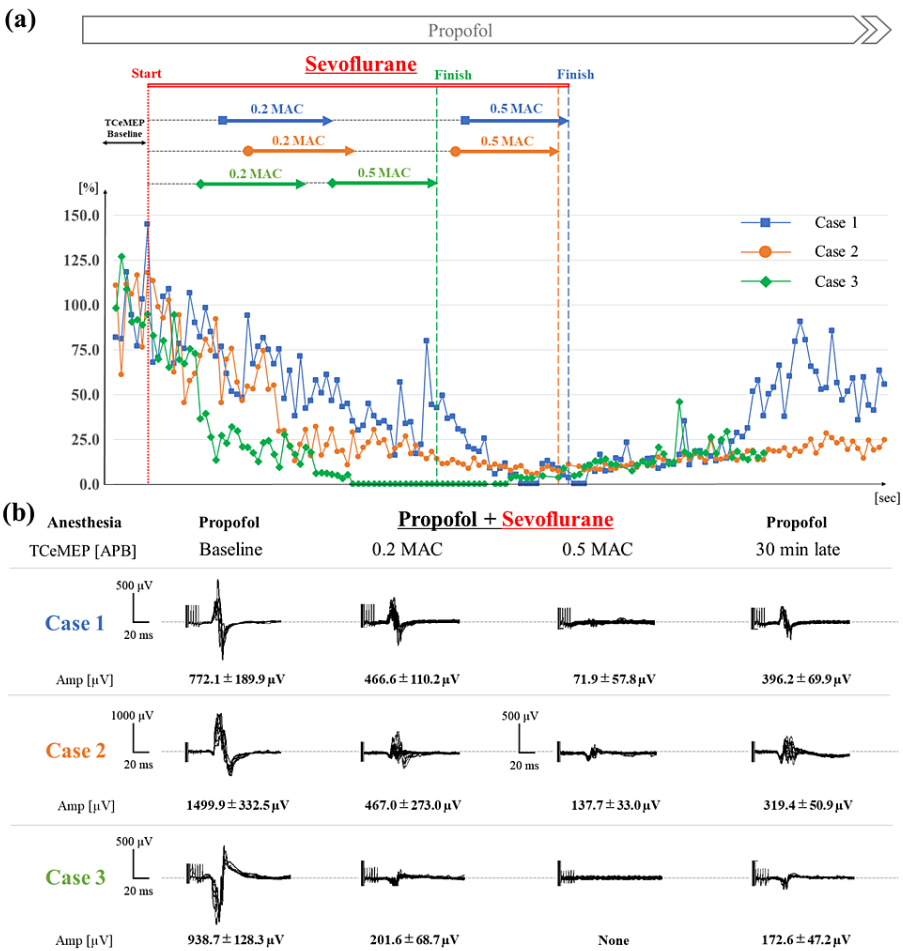 (a)
Propofol
Sevoflurane
Start
Finish
Finish
TCeMEP
Baseline
0.2 MAC
0.5 MAC
0.2 MAC
0.5 MAC
0.2 MAC
0.5 MAC
[%]
150.0
125.0
100.0
75.0
50.0
25.0
0.0
Case 1
Case 2
Case 3
[sec]
(b)
Anesthesia Propofol Propofol + Sevoflurane Propofol
TCeMEP [APB] Baseline 0.2 MAC 0.5 MAC 30 min late
500 μV
Case 1
20 ms
Amp [μV] 772.1 ± 189.9 μV 466.6 ± 110.2 μV 71.9 ± 57.8 μV 396.2 ± 69.9 μV
1000 μV 500 μV
Case 2
20 ms 20 ms
Amp [μV] 1499.9 ± 332.5 μV 467.0 ± 273.0 μV 137.7 ± 33.0 μV 319.4 ± 50.9 μV
500 μV
Case 3
20 ms
Amp [μV] 938.7 ± 128.3 μV 201.6 ± 68.7 μV None 172.6 ± 47.2 μV